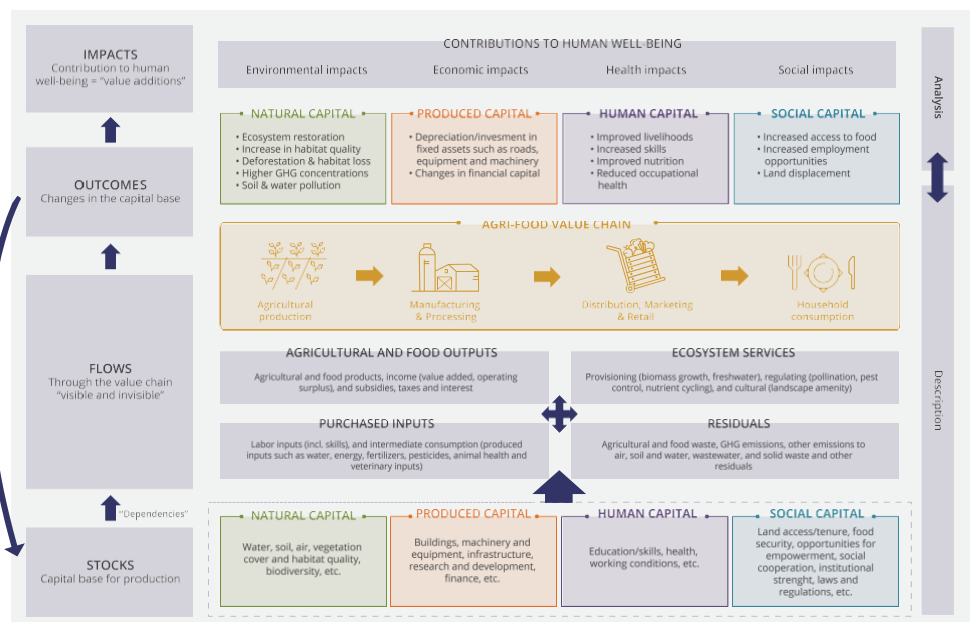 IMPACTS
Contribution to human
well-being = “value additions”
OUTCOMES
Changes in the capital base
FLOWS
Through the value chain
“visible and invisible”
“Dependencies”
STOCKS
Capital base for production
CONTRIBUTIONS TO HUMAN WELL-BEING
Environmental impacts
Economic impacts
Health impacts
Social impacts
NATURAL CAPITAL
• Ecosystem restoration
• Increase in habitat quality
• Deforestation & habitat loss
• Higher GHG concentrations
• Soil & water pollution
PRODUCED CAPITAL
• Depreciation/invesment in
fixed assets such as roads,
equipment and machinery
• Changes in financial capital
HUMAN CAPITAL
• Improved livelihoods
• Increased skills
• Improved nutrition
• Reduced occupational
health
SOCIAL CAPITAL
• Increased access to food
• Increased employment
opportunities
• Land displacement
AGRI-FOOD VALUE CHAIN
Agricultural
production
Manufacturing
& Processing
Distribution, Marketing
& Retail
Household
consumption
AGRICULTURAL AND FOOD OUTPUTS
Agricultural and food products, income (value added, operating
surplus), and subsidies, taxes and interest
ECOSYSTEM SERVICES
Provisioning (biomass growth, freshwater), regulating (pollination, pest
control, nutrient cycling), and cultural (landscape amenity)
PURCHASED INPUTS
Labor inputs (incl. skills), and intermediate consumption (produced
inputs such as water, energy, fertilizers, pesticides, animal health and
veterinary inputs)
RESIDUALS
Agricultural and food waste, GHG emissions, other emissions to
air, soil and water, wastewater, and solid waste and other
residuals
NATURAL CAPITAL
Water, soil, air, vegetation
cover and habitat quality,
biodiversity, etc.
PRODUCED CAPITAL
Buildings, machinery and
equipment, infrastructure,
research and development,
finance, etc.
HUMAN CAPITAL
Education/skills, health,
working conditions, etc.
SOCIAL CAPITAL
Land access/tenure, food
security, opportunities for
empowerment, social
cooperation, institutional
strenght, laws and
regulations, etc.
Analysis
Description